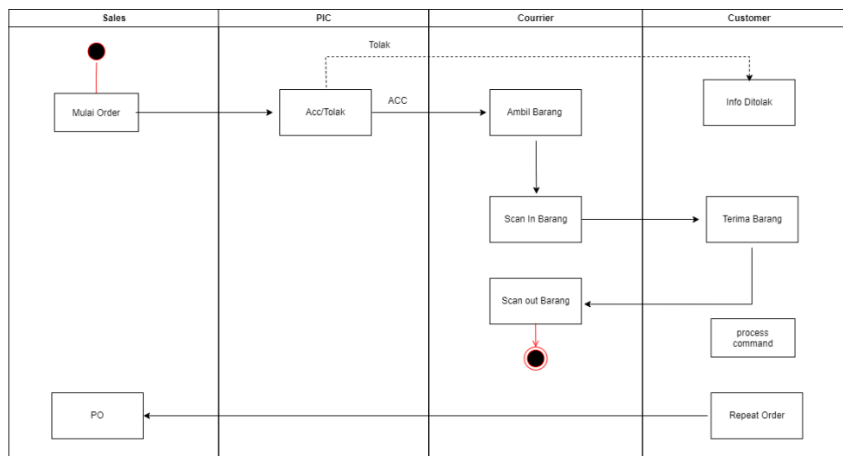 Sales
PIC
Courrier
Customer
Tolak
Mulai Order
Acc/Tolak
ACC
Ambil Barang
Info Ditolak
Scan In Barang
Terima Barang
Scan out Barang
process
command
PO
Repeat Order